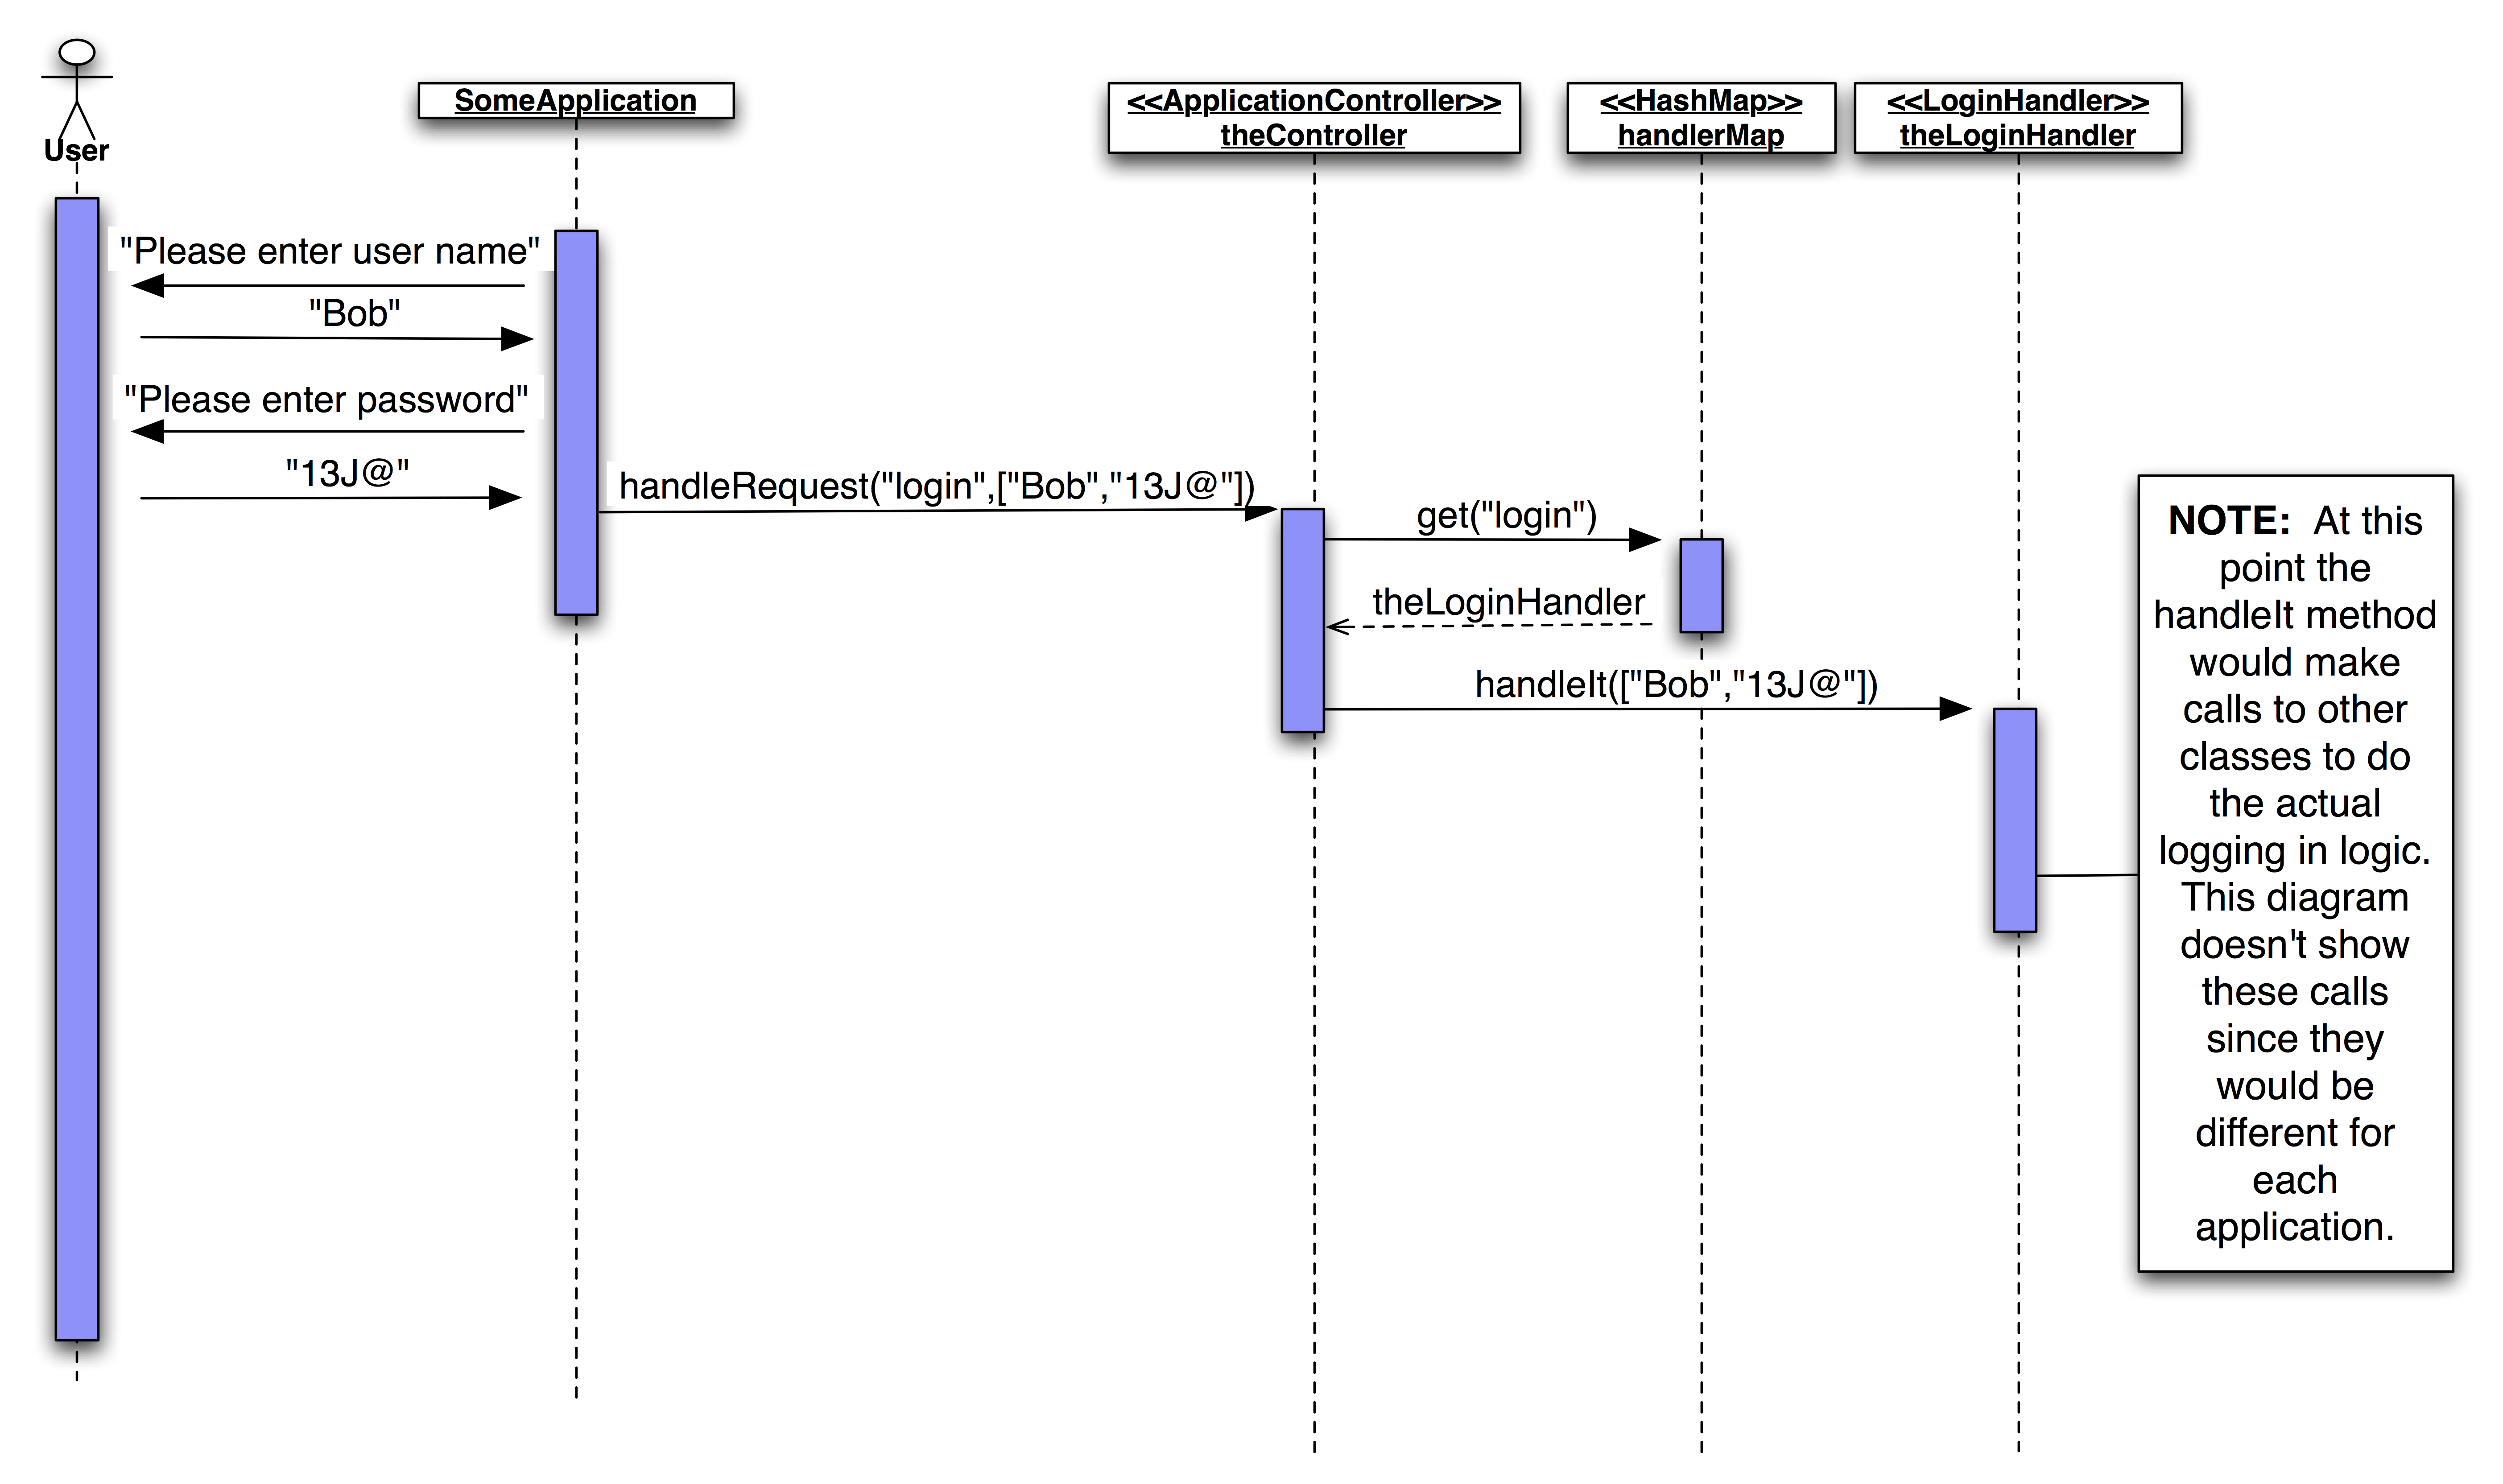 User
SomeApplication
<<ApplicationController>>
theController
<<HashMap>>
handlerMap
<<LoginHandler>>
theLoginHandler
"Please enter user name"
"Bob"
"Please enter password"
"13J@"
handleRequest("login",["Bob","13J@"])
get("login")
theLoginHandler
handleIt(["Bob","13J@"])
NOTE: At this
point the
handleIt method
would make
calls to other
classes to do
the actual
logging in logic.
This diagram
doesn't show
these calls
since they
would be
different for
each
application.